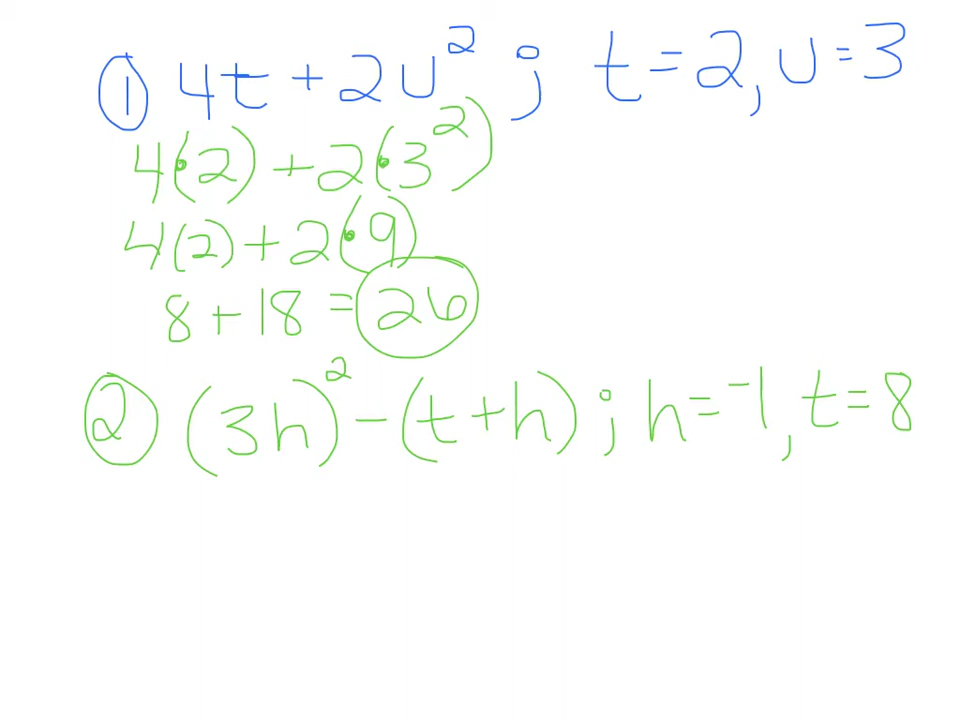 ① 4t + 2u² ; t = 2, u = 3
4(·2) + 2(·3²)
4(2) + 2(·9)
8 + 18 = 26
② (3h)² - (t + h) ; h = ⁻1, t = 8